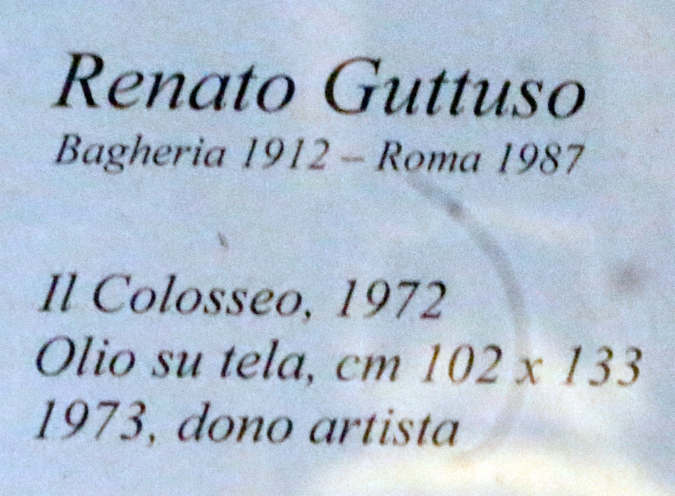 Renato Guttuso
Bagheria 1912 – Roma 1987
Il Colosseo, 1972
Olio su tela, cm 102 x 133
1973, dono artista